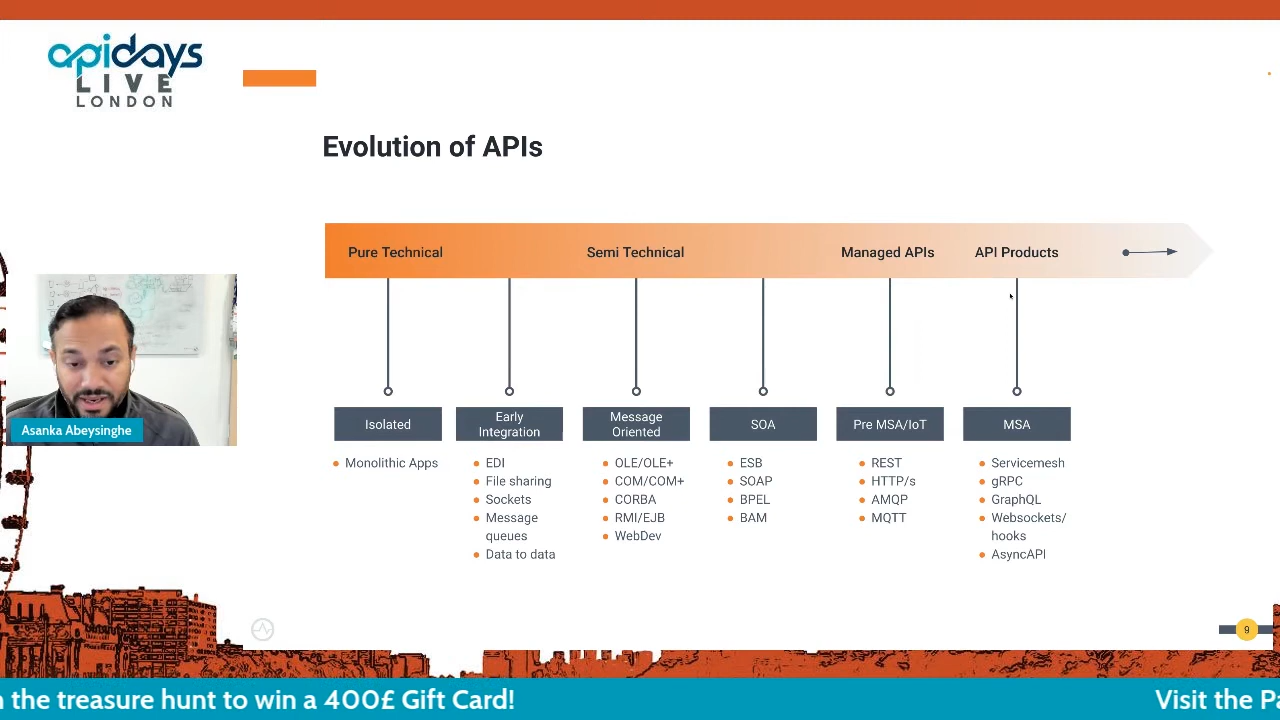 apidays
LIVE
LONDON
Evolution of APIs
Pure Technical
Semi Technical
Managed APIs
API Products
Isolated
Monolithic Apps
Early
Integration
EDI
File sharing
Sockets
Message
queues
Data to data
Message
Oriented
OLE/OLE+
COM/COM+
CORBA
RMI/EJB
WebDev
SOA
ESB
SOAP
BPEL
BAM
Pre MSA/IoT
REST
HTTP/s
AMQP
MQTT
MSA
Servicemesh
gRPC
GraphQL
Websockets/
hooks
AsyncAPI
Asanka Abeysinghe
9
the treasure hunt to win a 400£ Gift Card!
Visit the